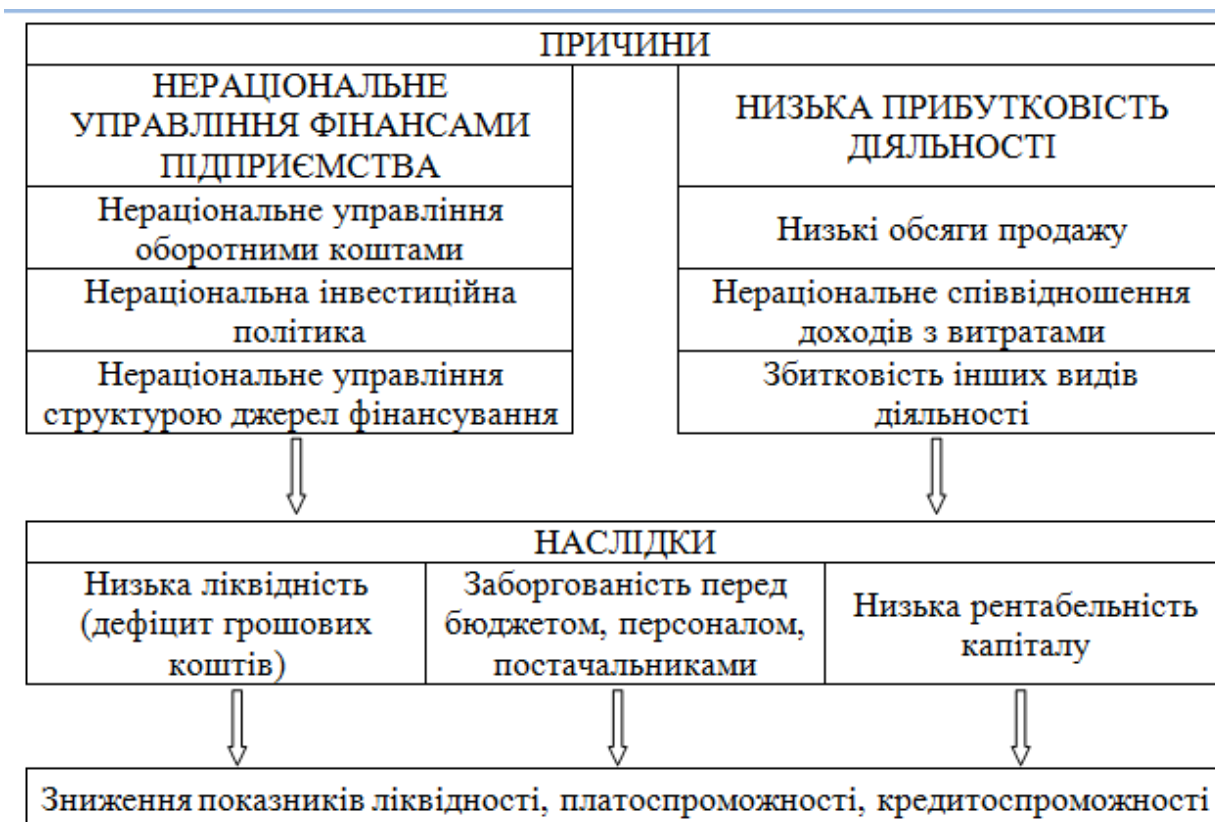 ПРИЧИНИ
НЕРАЦІОНАЛЬНЕ
УПРАВЛІННЯ ФІНАНСАМИ
ПІДПРИЄМСТВА
Нераціональне управління
оборотними коштами
Нераціональна інвестиційна
політика
Нераціональне управління
структурою джерел фінансування
НИЗЬКА ПРИБУТКОВІСТЬ
ДІЯЛЬНОСТІ
Низькі обсяги продажу
Нераціональне співвідношення
доходів з витратами
Збитковість інших видів
діяльності
НАСЛІДКИ
Низька ліквідність
(дефіцит грошових
коштів)
Заборгованість перед
бюджетом, персоналом,
постачальниками
Низька рентабельність
капіталу
Зниження показників ліквідності, платоспроможності, кредитоспроможності